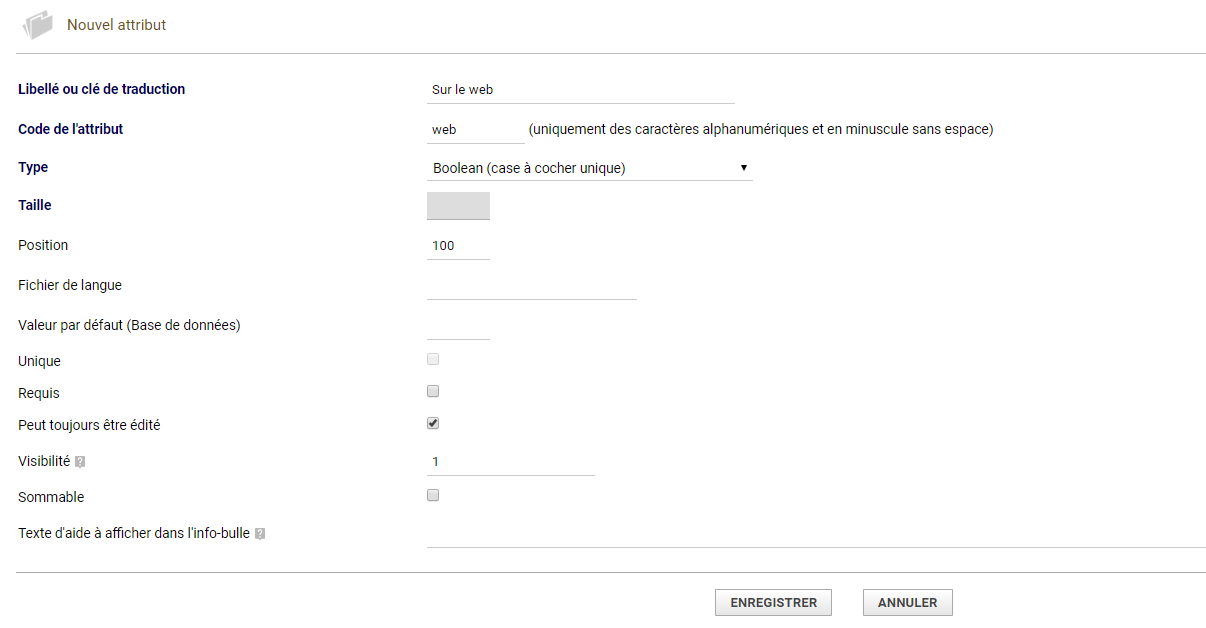 Nouvel attribut
Libellé ou clé de traduction Sur le web
Code de l'attribut web (uniquement des caractères alphanumériques et en minuscule sans espace)
Type Boolean (case à cocher unique)
Taille
Position 100
Fichier de langue
Valeur par défaut (Base de données)
Unique
Requis
Peut toujours être édité
Visibilité ? 1
Sommable
Texte d'aide à afficher dans l'info-bulle ?
ENREGISTRER ANNULER